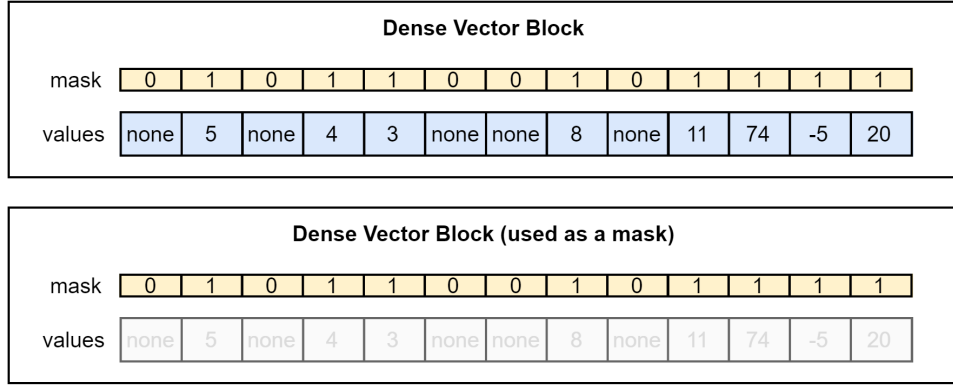 Dense Vector Block
mask 0 1 0 1 1 0 0 1 0 1 1 1 1
values none 5 none 4 3 none none 8 none 11 74 -5 20
Dense Vector Block (used as a mask)
mask 0 1 0 1 1 0 0 1 0 1 1 1 1
values none 5 none 4 3 none none 8 none 11 74 -5 20